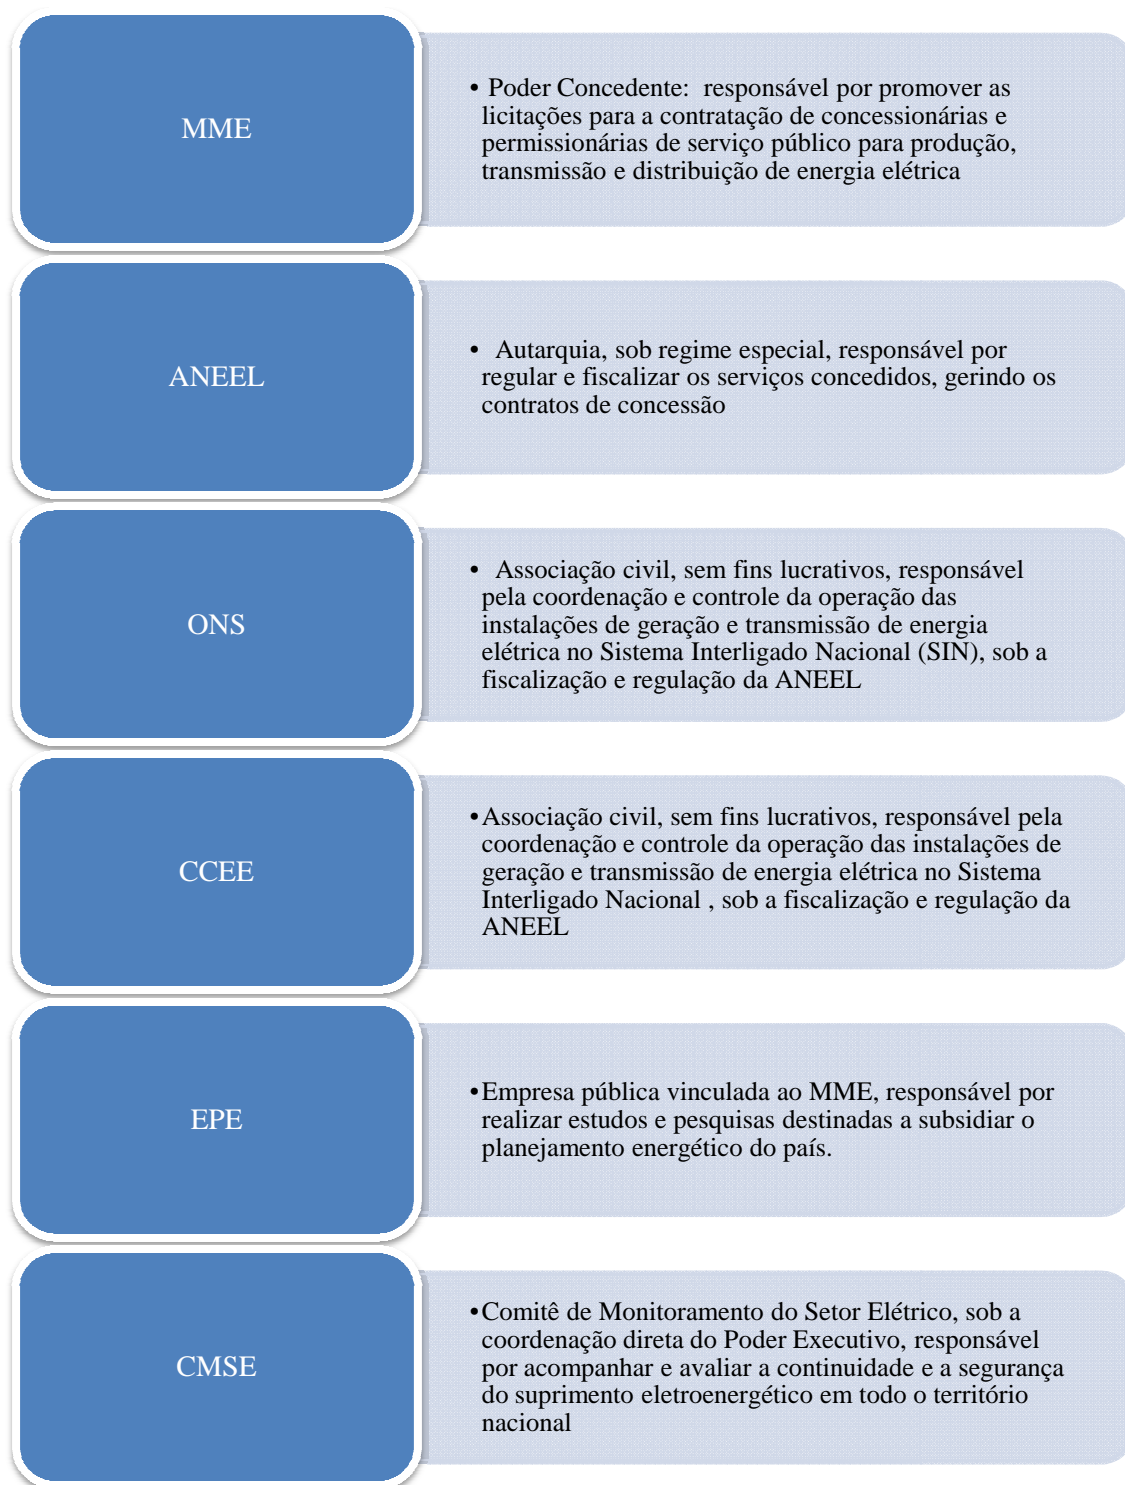 MME
• Poder Concedente: responsável por promover as
licitações para a contratação de concessionárias e
permissionárias de serviço público para produção,
transmissão e distribuição de energia elétrica
ANEEL
• Autarquia, sob regime especial, responsável por
regular e fiscalizar os serviços concedidos, gerindo os
contratos de concessão
ONS
• Associação civil, sem fins lucrativos, responsável
pela coordenação e controle da operação das
instalações de geração e transmissão de energia
elétrica no Sistema Interligado Nacional (SIN), sob a
fiscalização e regulação da ANEEL
CCEE
•Associação civil, sem fins lucrativos, responsável pela
coordenação e controle da operação das instalações de
geração e transmissão de energia elétrica no Sistema
Interligado Nacional , sob a fiscalização e regulação da
ANEEL
EPE
•Empresa pública vinculada ao MME, responsável por
realizar estudos e pesquisas destinadas a subsidiar o
planejamento energético do país.
CMSE
•Comitê de Monitoramento do Setor Elétrico, sob a
coordenação direta do Poder Executivo, responsável
por acompanhar e avaliar a continuidade e a segurança
do suprimento eletroenergético em todo o território
nacional